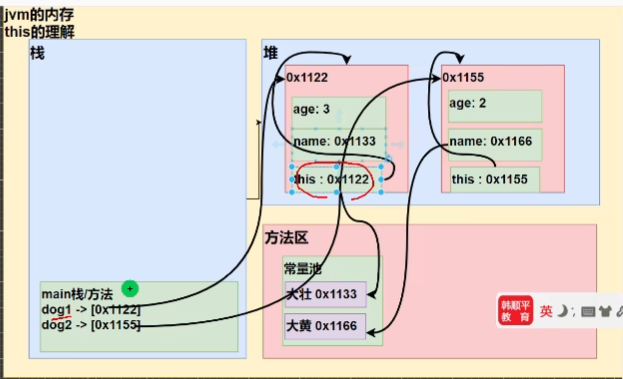 jvm的内存
this的理解
栈
堆
0x1122
age: 3
name: 0x1133
this : 0x1122
0x1155
age: 2
name: 0x1166
this : 0x1155
main栈/方法
dog1 -> [0x1122]
dog2 -> [0x1155]
方法区
常量池
大壮 0x1133
大黄 0x1166
韩顺平
教育
英